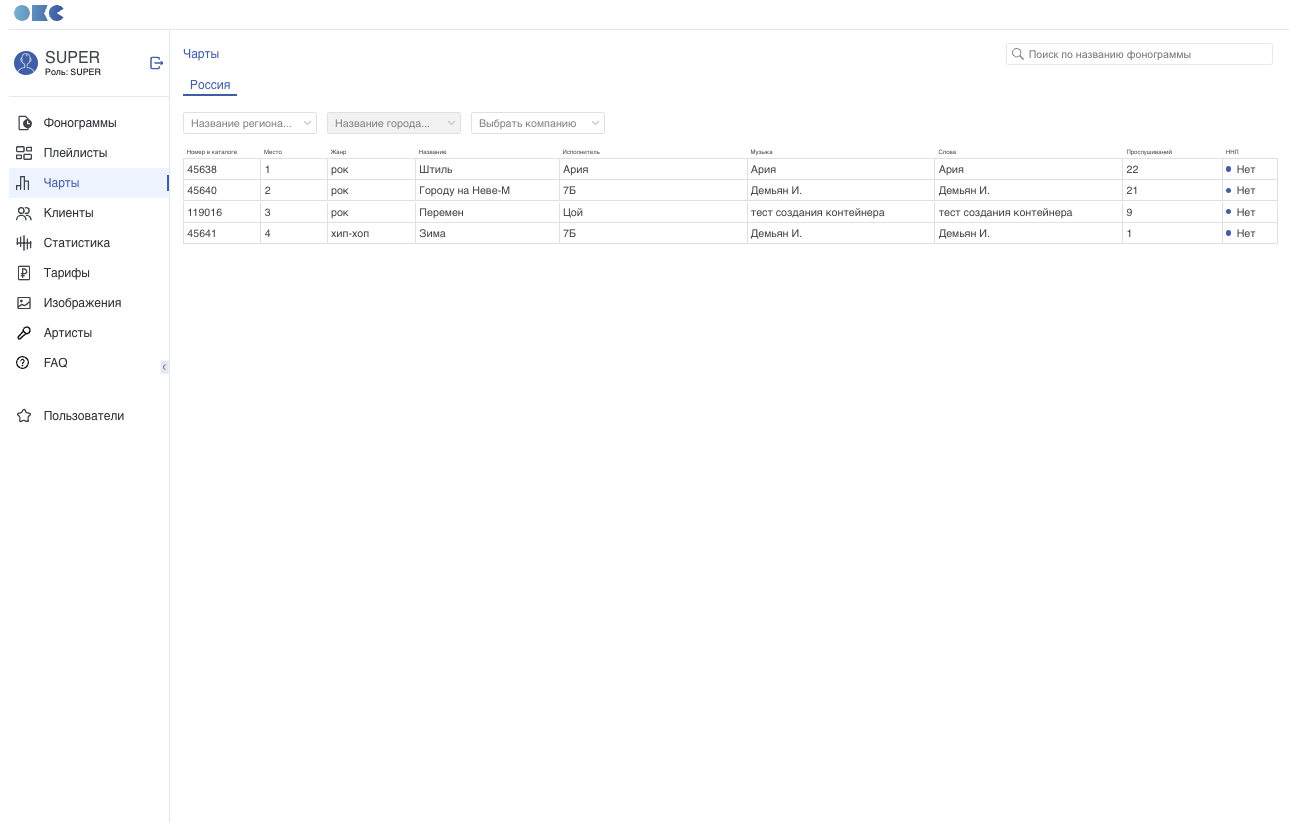 ОКС
SUPER
Роль: SUPER
Фонограммы
Плейлисты
Чарты
Клиенты
Статистика
Тарифы
Изображения
Артисты
FAQ
Пользователи
Чарты
Поиск по названию фонограммы
Россия
Название региона... Название города... Выбрать компанию
Номер в каталоге Место Жанр Название Исполнитель Музыка Слова Прослушиваний ННЛ
45638 1 рок Штиль Ария Ария Ария 22 Нет
45640 2 рок Городу на Неве-М 7Б Демьян И. Демьян И. 21 Нет
119016 3 рок Перемен Цой тест создания контейнера тест создания контейнера 9 Нет
45641 4 хип-хоп Зима 7Б Демьян И. Демьян И. 1 Нет